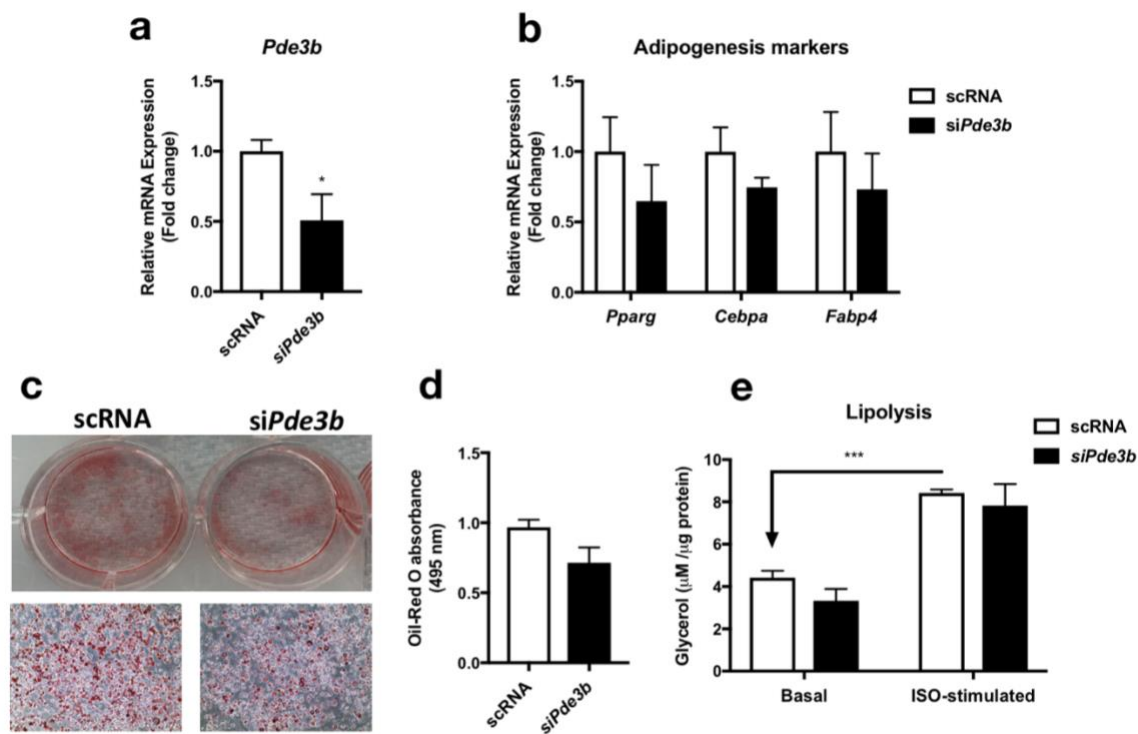 a
Pde3b
Relative mRNA Expression
(Fold change)
1.5
1.0
0.5
0.0
*
scRNA
siPde3b
b
Adipogenesis markers
Relative mRNA Expression
(Fold change)
1.5
1.0
0.5
0.0
Pparg
Cebpa
Fabp4
scRNA
siPde3b
c
scRNA
siPde3b
d
Oil-Red O absorbance
(495 nm)
1.5
1.0
0.5
0.0
scRNA
siPde3b
e
Lipolysis
Glycerol (μM /μg protein)
10
8
6
4
2
0
***
Basal
ISO-stimulated
scRNA
siPde3b